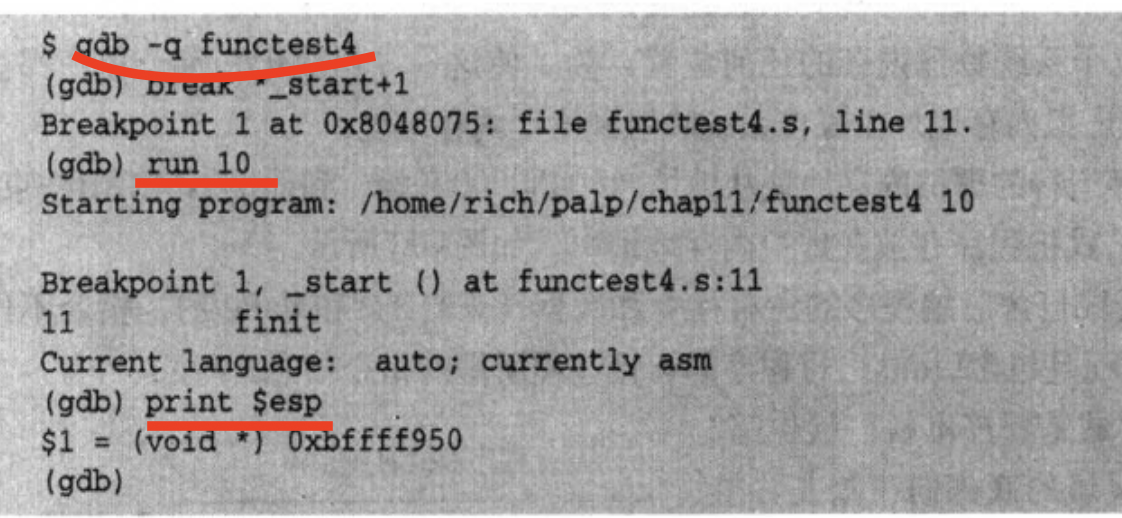 $ gdb -q functest4
(gdb) break *_start+1
Breakpoint 1 at 0x8048075: file functest4.s, line 11.
(gdb) run 10
Starting program: /home/rich/palp/chap11/functest4 10
Breakpoint 1, _start () at functest4.s:11
11          finit
Current language:  auto; currently asm
(gdb) print $esp
$1 = (void *) 0xbffff950
(gdb)